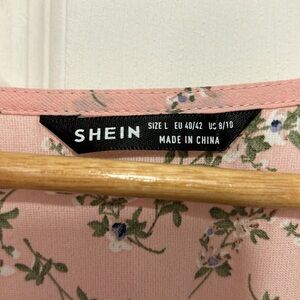 SHEIN
SIZE L EU 40/42 US 8/10
MADE IN CHINA